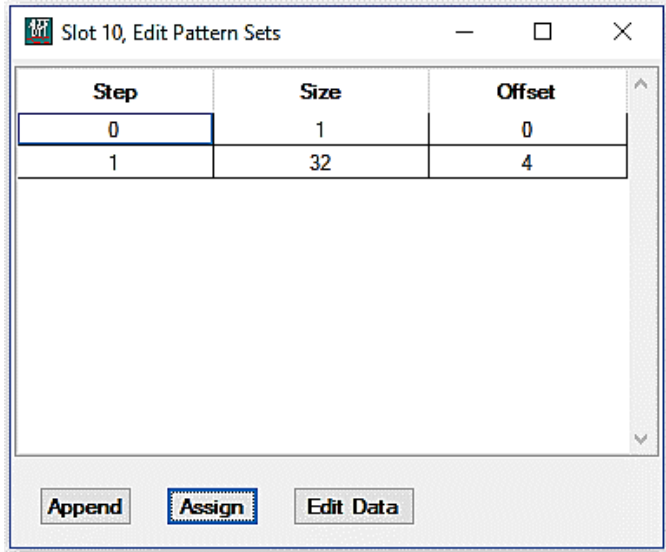 Slot 10, Edit Pattern Sets
Step Size Offset
0 1 0
1 32 4
Append Assign Edit Data